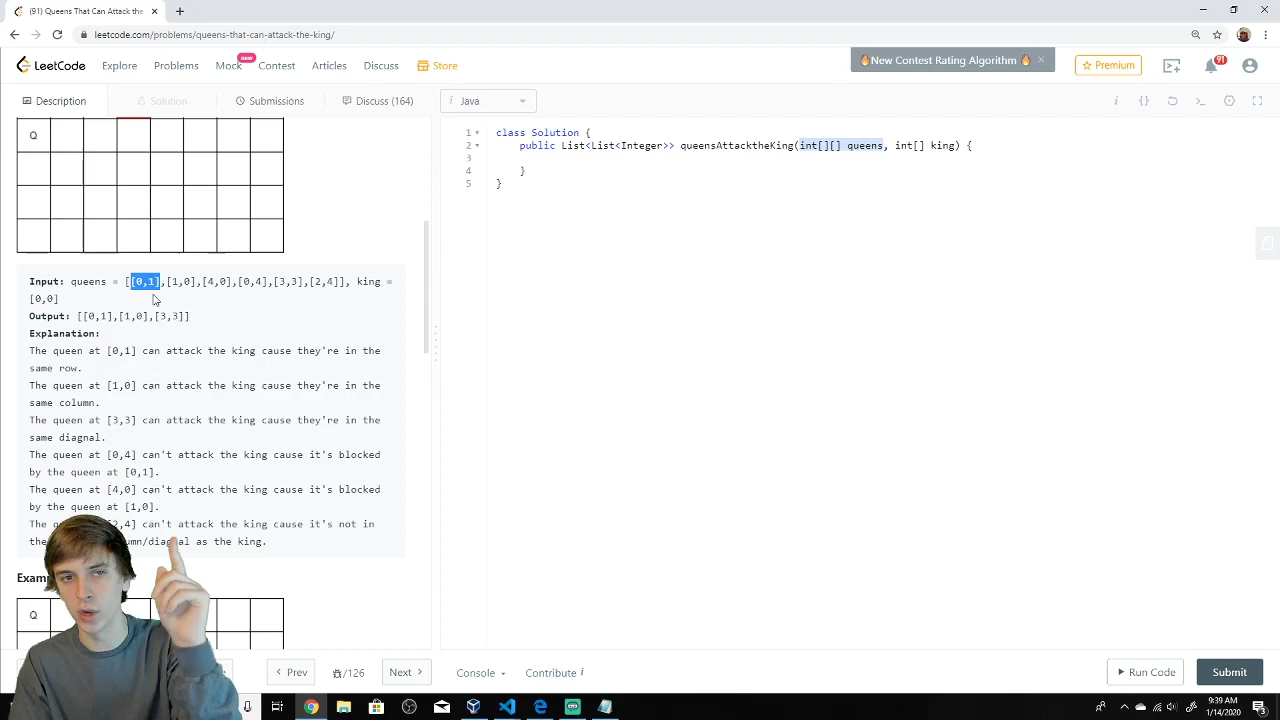 (91) Queens That Can Attack the
leetcode.com/problems/queens-that-can-attack-the-king/
LeetCode Explore Problems Mock new Contest Articles Discuss Store
🔥New Contest Rating Algorithm 🔥 ×
Premium 91
Description Solution Submissions Discuss (164)
i Java
i {}
Q
Input: queens = [[0,1],[1,0],[4,0],[0,4],[3,3],[2,4]], king =
[0,0]
Output: [[0,1],[1,0],[3,3]]
Explanation:
The queen at [0,1] can attack the king cause they're in the
same row.
The queen at [1,0] can attack the king cause they're in the
same column.
The queen at [3,3] can attack the king cause they're in the
same diagnal.
The queen at [0,4] can't attack the king cause it's blocked
by the queen at [0,1].
The queen at [4,0] can't attack the king cause it's blocked
by the queen at [1,0].
The [2,4] can't attack the king cause it's not in
the diagnal as the king.
Exam
Q
1 class Solution {
2 public List<List<Integer>> queensAttacktheKing(int[][] queens, int[] king) {
3
4 }
5 }
Prev /126 Next
Console Contribute i
Run Code Submit
9:39 AM
1/14/2020